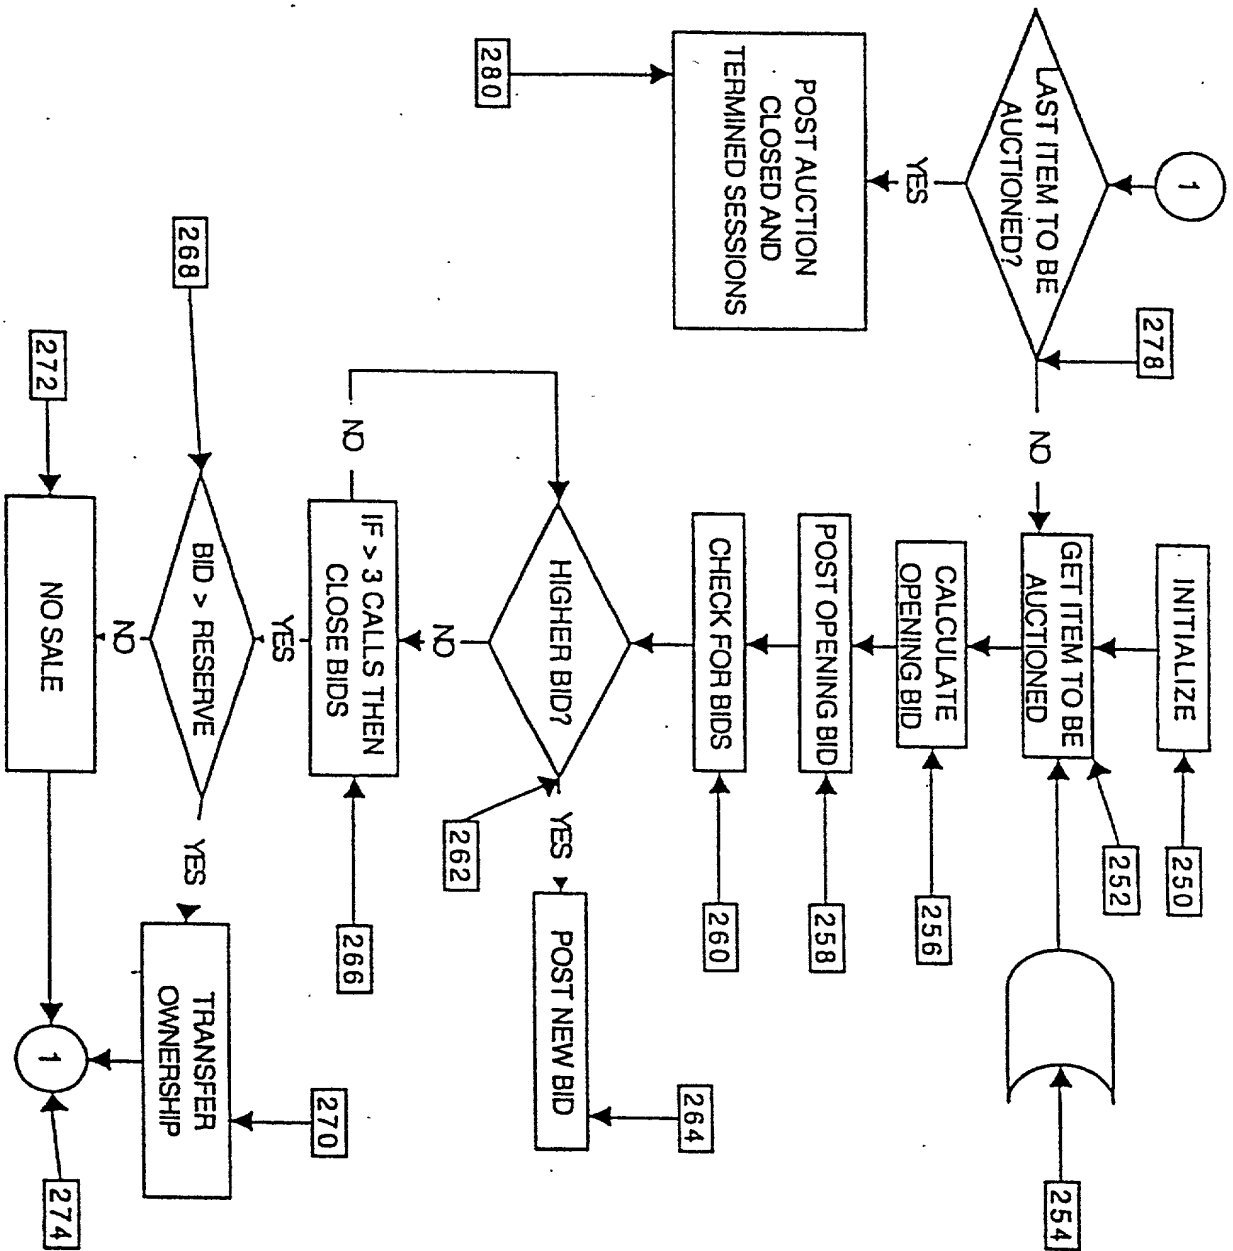 INITIALIZE
250
GET ITEM TO BE
AUCTIONED
252
254
CALCULATE
OPENING BID
256
POST OPENING BID
258
CHECK FOR BIDS
260
HIGHER BID?
262
YES
POST NEW BID
264
NO
IF > 3 CALLS THEN
CLOSE BIDS
266
NO
YES
BID > RESERVE
268
YES
TRANSFER
OWNERSHIP
270
NO
NO SALE
272
1
274
1
LAST ITEM TO BE
AUCTIONED?
278
NO
YES
POST AUCTION
CLOSED AND
TERMINED SESSIONS
280